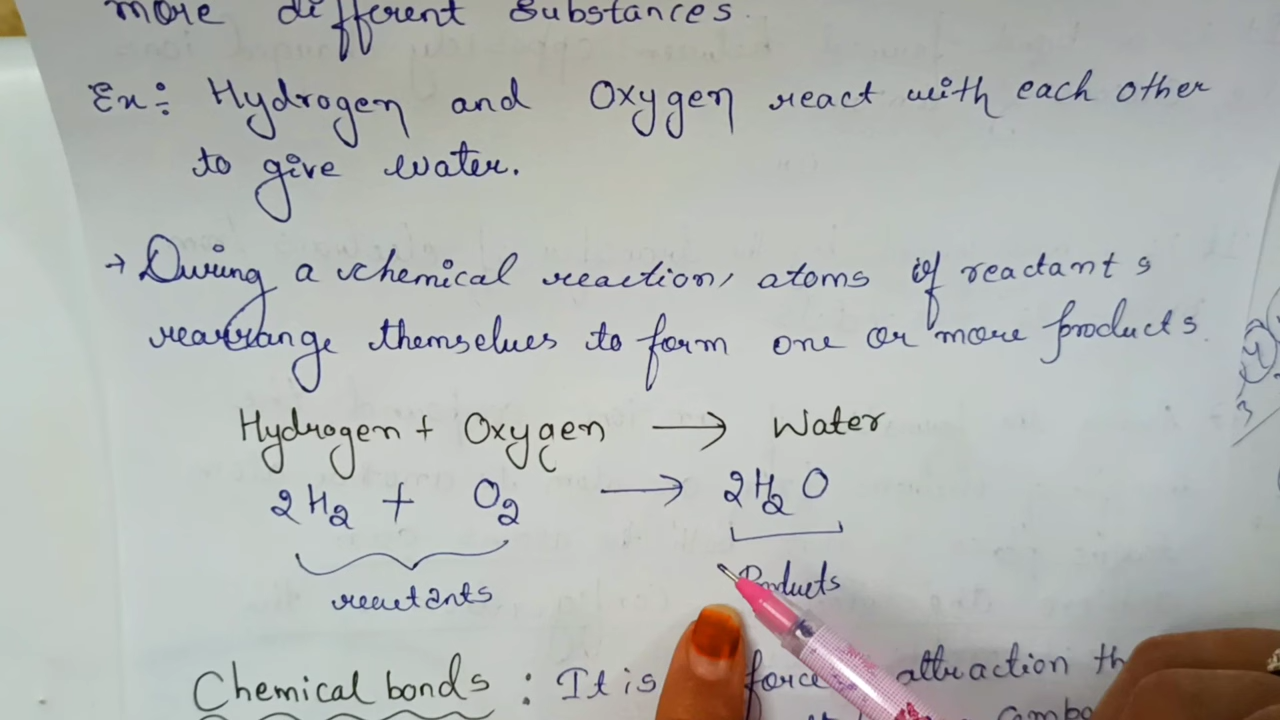 more different substances.
Ex:- Hydrogen and Oxygen react with each other
to give water.
→ During a chemical reaction, atoms of reactants
rearrange themselves to form one or more products.
Hydrogen + Oxygen → Water
2H₂ + O₂ → 2H₂O
reactants Products
Chemical bonds : It is force attraction